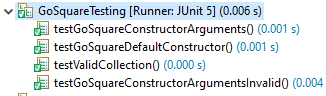 GoSquareTesting [Runner: JUnit 5] (0.006 s)
testGoSquareConstructorArguments() (0.001 s)
testGoSquareDefaultConstructor() (0.001 s)
testValidCollection() (0.000 s)
testGoSquareConstructorArgumentsInvalid() (0.004